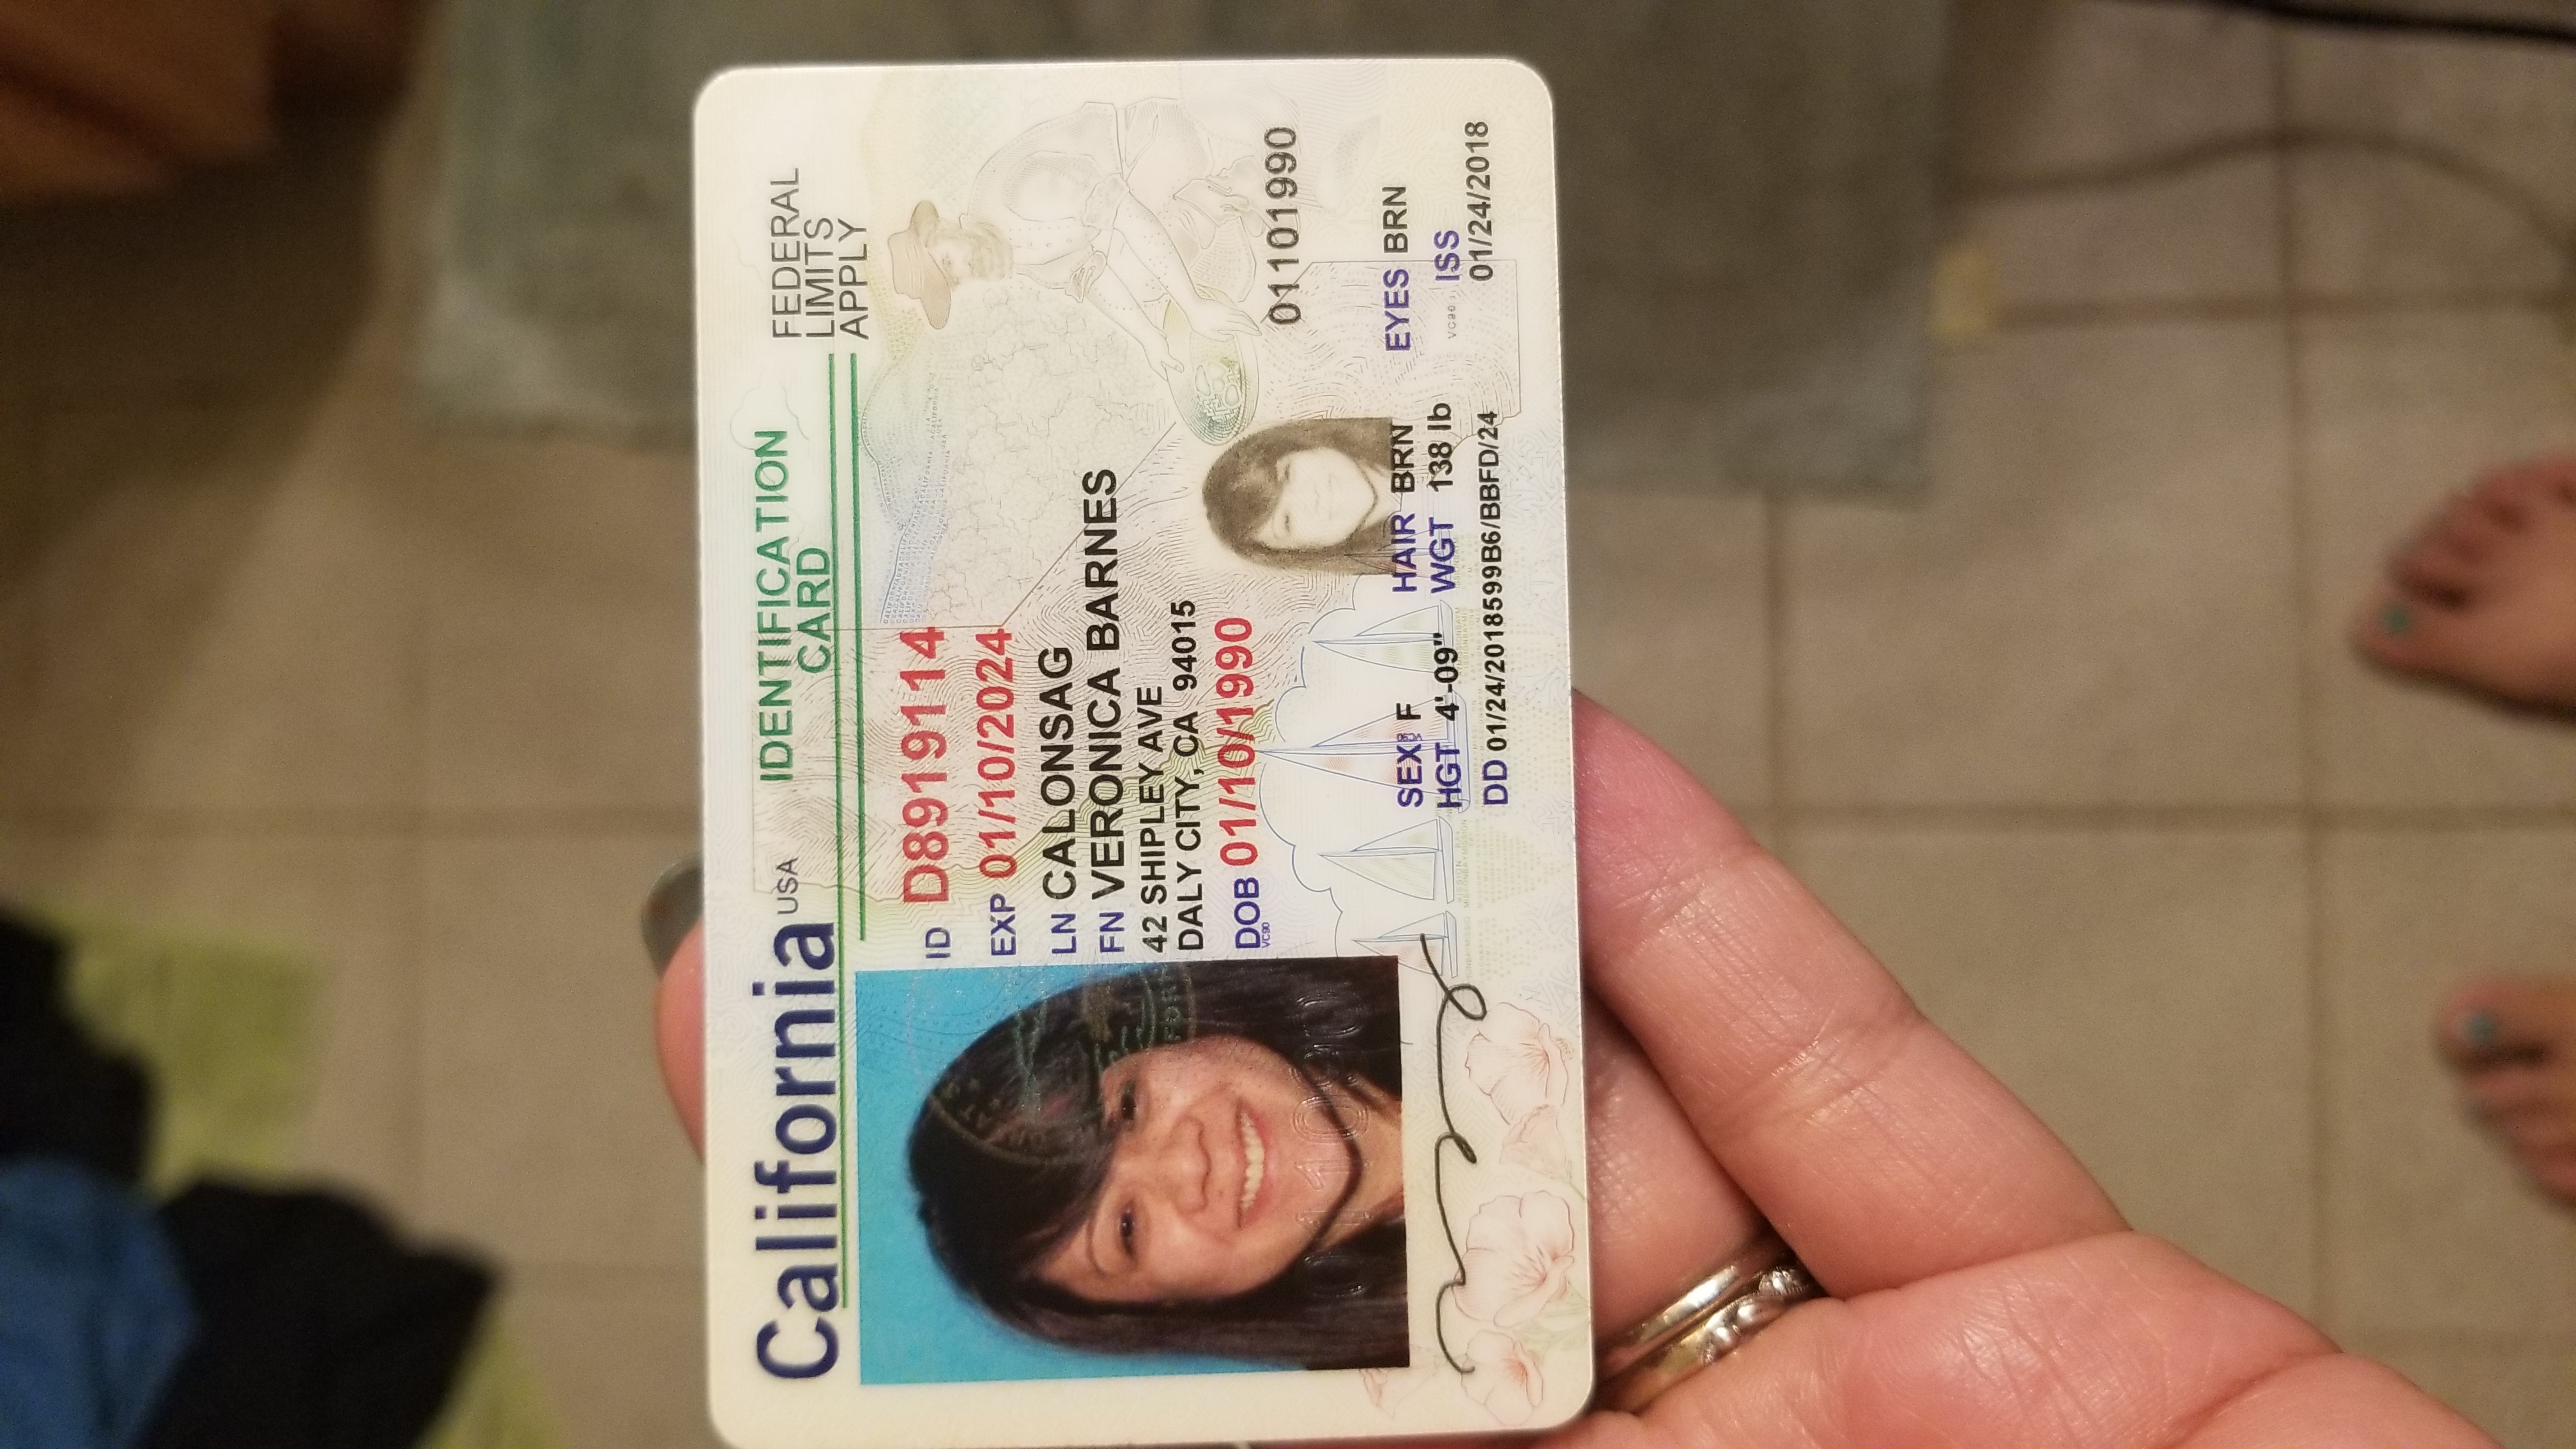 California USA IDENTIFICATION CARD
FEDERAL LIMITS APPLY
ID D8919114
EXP 01/10/2024
LN CALONSAG
FN VERONICA BARNES
42 SHIPLEY AVE
DALY CITY, CA 94015
DOB 01/10/1990
VC90
01101990
SEX F HAIR BRN EYES BRN
HGT 4'-09" WGT 138 lb ISS
DD 01/24/2018599B6/BBFD/24 01/24/2018